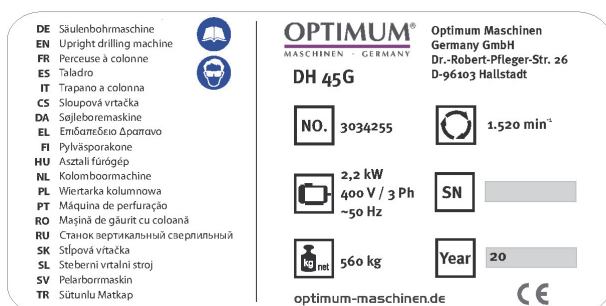 DE Säulenbohrmaschine
EN Upright drilling machine
FR Perceuse à colonne
ES Taladro
IT Trapano a colonna
CS Sloupová vrtačka
DA Søjleboremaskine
EL Επιδαπεδειο Δραπανο
FI Pylväsporakone
HU Asztali fúrógép
NL Kolomboormachine
PL Wiertarka kolumnowa
PT Máquina de perfuração
RO Maşină de găurit cu coloană
RU Станок вертикальный сверлильный
SK Stĺpová vŕtačka
SL Steberni vrtalni stroj
SV Pelarborrmaskin
TR Sütunlu Matkap
OPTIMUM®
MASCHINEN - GERMANY
DH 45G
Optimum Maschinen
Germany GmbH
Dr.-Robert-Pfleger-Str. 26
D-96103 Hallstadt
NO. 3034255
1.520 min⁻¹
2,2 kW
400 V / 3 Ph
~50 Hz
SN
kg net 560 kg
Year 20
optimum-maschinen.de
CE